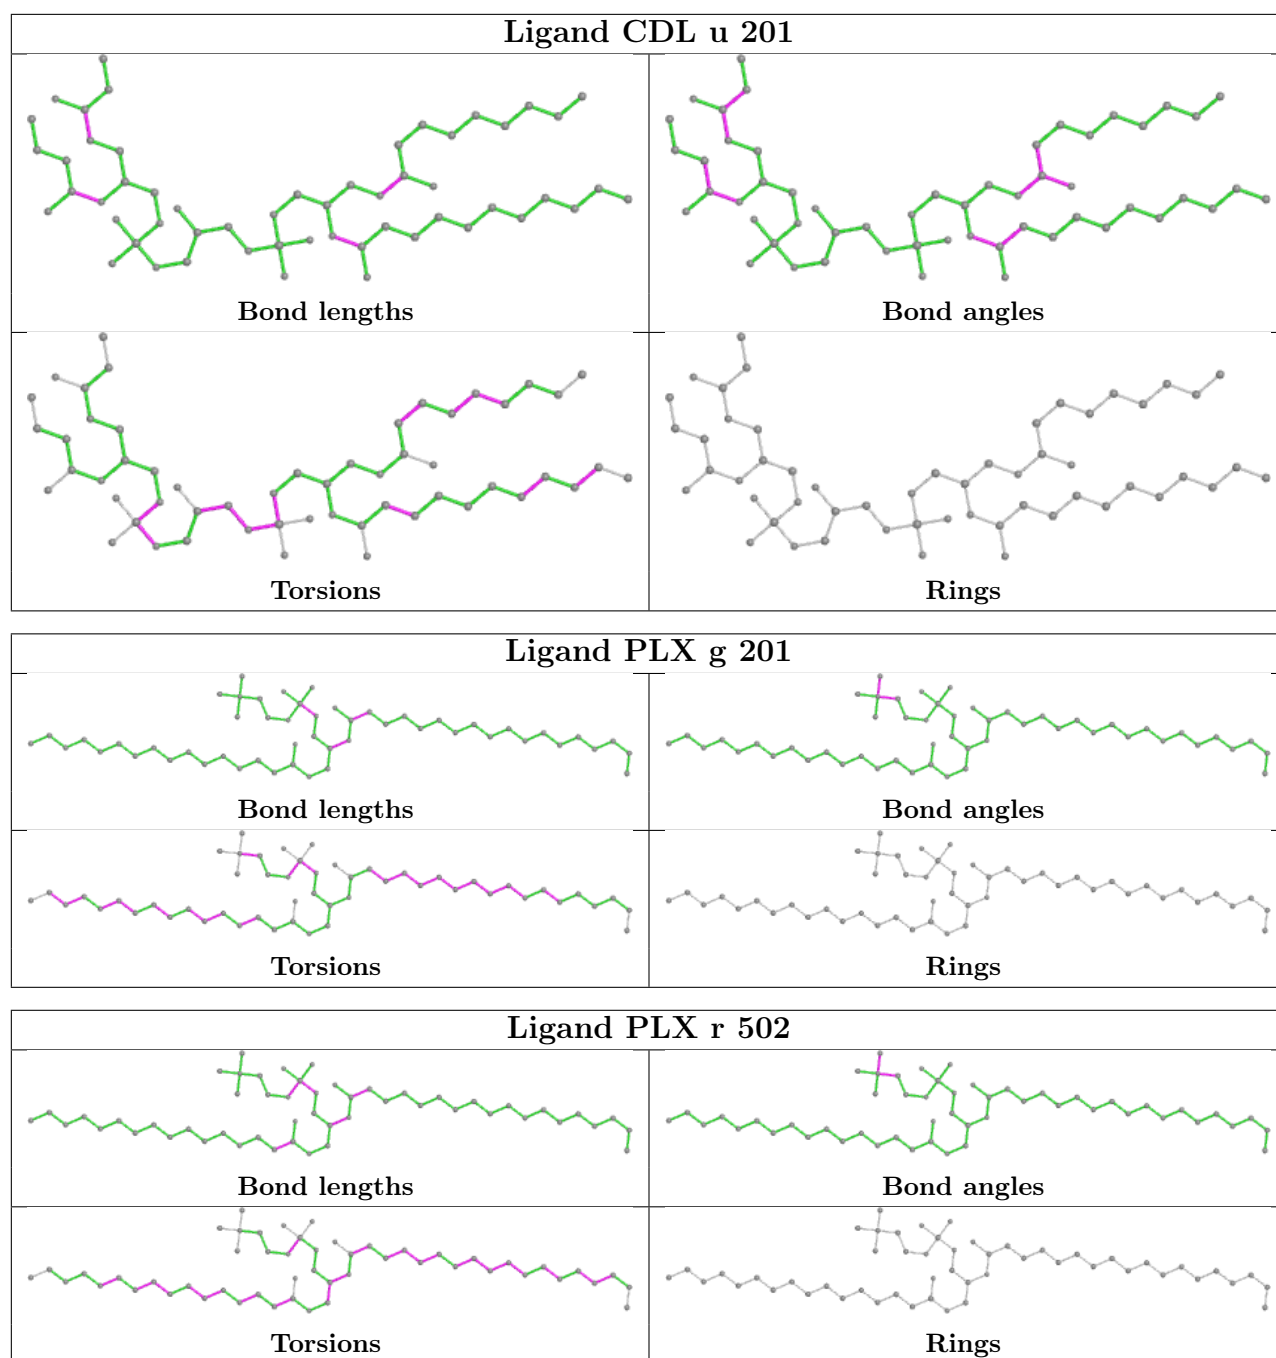 Ligand CDL u 201
Bond lengths
Bond angles
Torsions
Rings
Ligand PLX g 201
Bond lengths
Bond angles
Torsions
Rings
Ligand PLX r 502
Bond lengths
Bond angles
Torsions
Rings